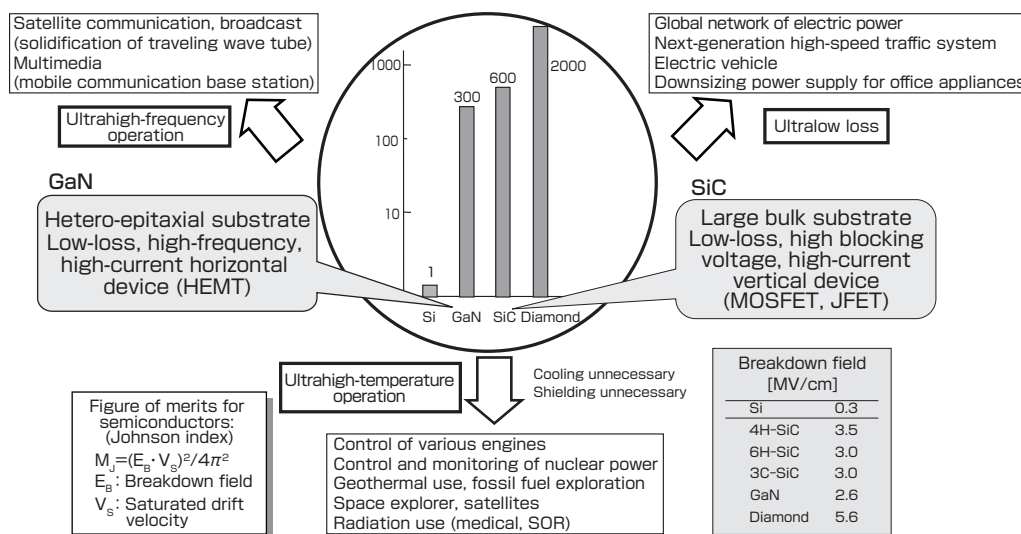 Satellite communication, broadcast
(solidification of traveling wave tube)
Multimedia
(mobile communication base station)
Ultrahigh-frequency
operation
1000
100
10
1
300
600
2000
Si GaN SiC Diamond
Global network of electric power
Next-generation high-speed traffic system
Electric vehicle
Downsizing power supply for office appliances
Ultralow loss
GaN
Hetero-epitaxial substrate
Low-loss, high-frequency,
high-current horizontal
device (HEMT)
SiC
Large bulk substrate
Low-loss, high blocking
voltage, high-current
vertical device
(MOSFET, JFET)
Ultrahigh-temperature
operation
Cooling unnecessary
Shielding unnecessary
Figure of merits for
semiconductors:
(Johnson index)
M_J=(E_B·V_S)²/4π²
E_B: Breakdown field
V_S: Saturated drift
velocity
Control of various engines
Control and monitoring of nuclear power
Geothermal use, fossil fuel exploration
Space explorer, satellites
Radiation use (medical, SOR)
Breakdown field
[MV/cm]
Si 0.3
4H-SiC 3.5
6H-SiC 3.0
3C-SiC 3.0
GaN 2.6
Diamond 5.6